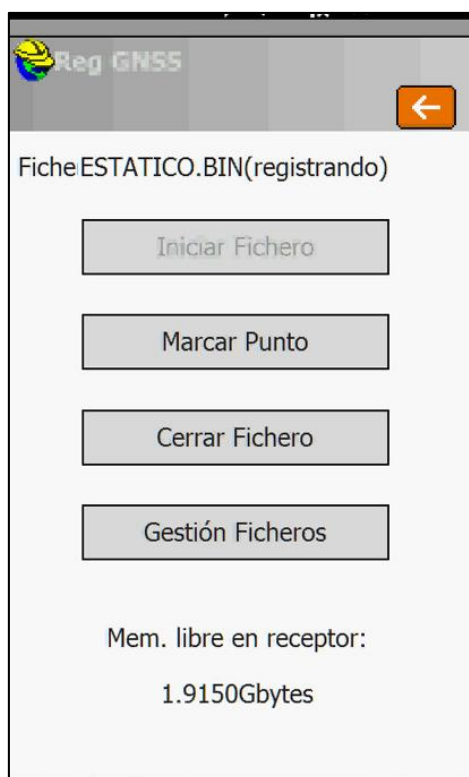 Reg GNSS
FicheESTATICO.BIN(registrando)
Iniciar Fichero
Marcar Punto
Cerrar Fichero
Gestión Ficheros
Mem. libre en receptor:
1.9150Gbytes